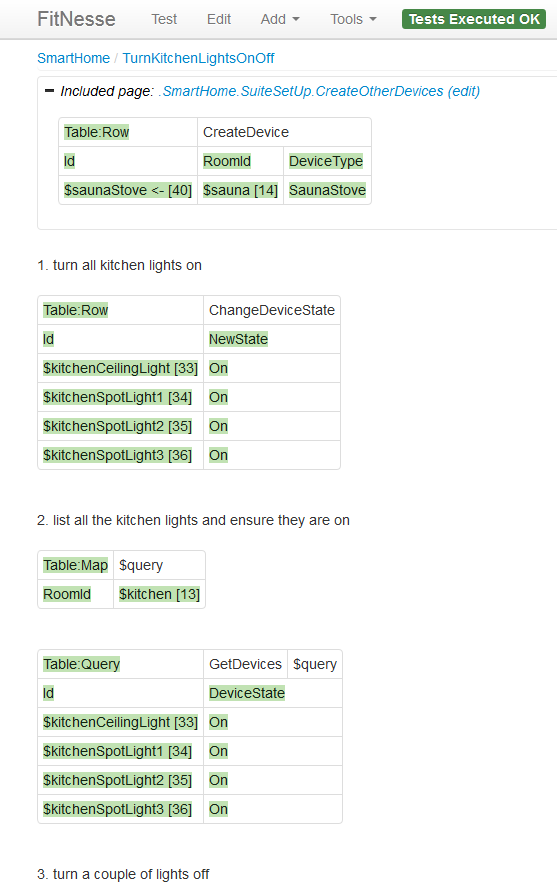 FitNesse Test Edit Add Tools Tests Executed OK
SmartHome / TurnKitchenLightsOnOff
Included page: .SmartHome.SuiteSetUp.CreateOtherDevices (edit)
Table:Row CreateDevice
Id RoomId DeviceType
$saunaStove <- [40] $sauna [14] SaunaStove
1. turn all kitchen lights on
Table:Row ChangeDeviceState
Id NewState
$kitchenCeilingLight [33] On
$kitchenSpotLight1 [34] On
$kitchenSpotLight2 [35] On
$kitchenSpotLight3 [36] On
2. list all the kitchen lights and ensure they are on
Table:Map $query
RoomId $kitchen [13]
Table:Query GetDevices $query
Id DeviceState
$kitchenCeilingLight [33] On
$kitchenSpotLight1 [34] On
$kitchenSpotLight2 [35] On
$kitchenSpotLight3 [36] On
3. turn a couple of lights off